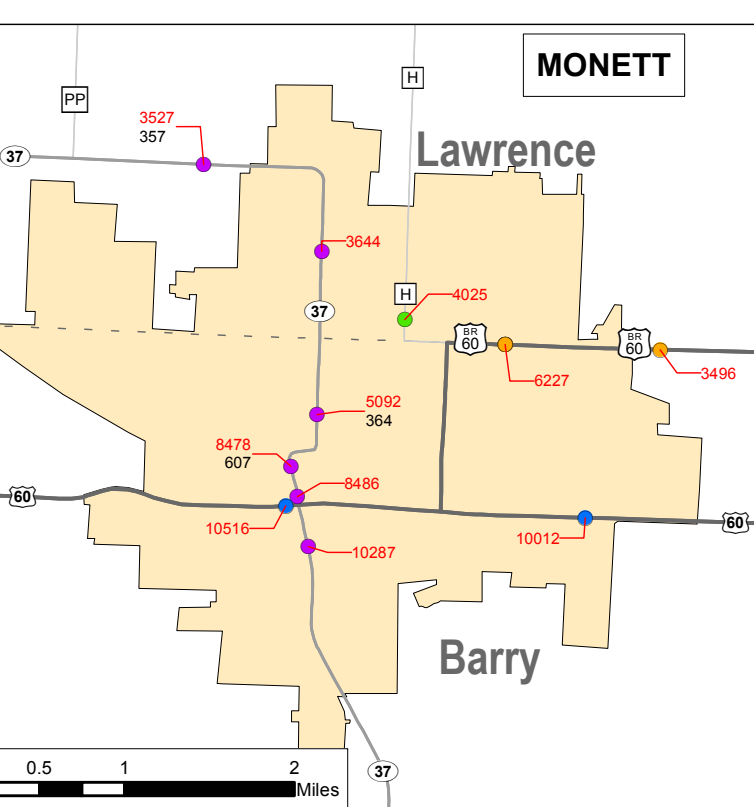 MONETT
H
PP
3527
357
37
Lawrence
3644
H
4025
37
BR
60
BR
60
6227
3496
5092
364
8478
607
8486
60
10516
10012
60
10287
Barry
0.5 1 2
Miles
37